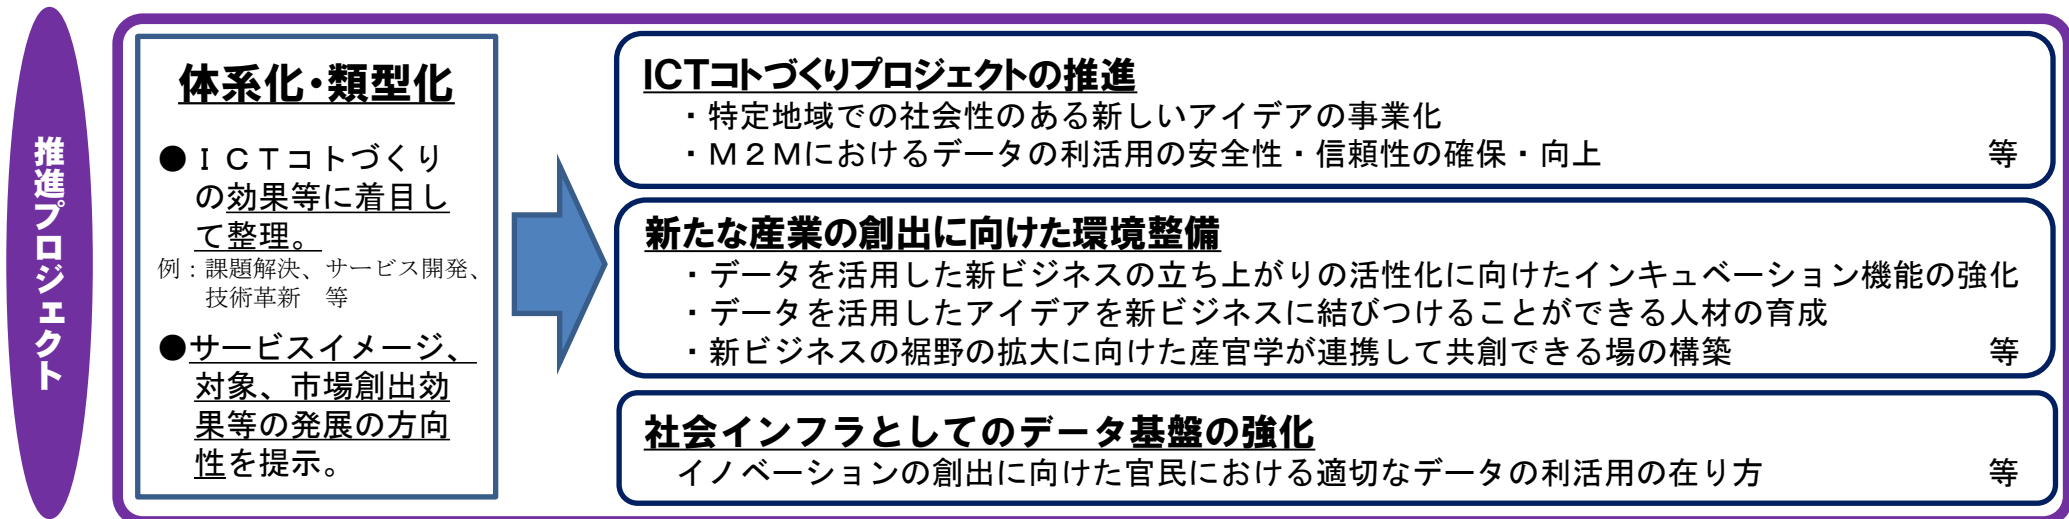 推進プロジェクト
体系化・類型化
●ＩＣＴコトづくり
の効果等に着目し
て整理。
例：課題解決、サービス開発、
技術革新　等
●サービスイメージ、
対象、市場創出効
果等の発展の方向
性を提示。
ICTコトづくりプロジェクトの推進
・特定地域での社会性のある新しいアイデアの事業化
・Ｍ２Ｍにおけるデータの利活用の安全性・信頼性の確保・向上　等
新たな産業の創出に向けた環境整備
・データを活用した新ビジネスの立ち上がりの活性化に向けたインキュベーション機能の強化
・データを活用したアイデアを新ビジネスに結びつけることができる人材の育成
・新ビジネスの裾野の拡大に向けた産官学が連携して共創できる場の構築　等
社会インフラとしてのデータ基盤の強化
イノベーションの創出に向けた官民における適切なデータの利活用の在り方　等